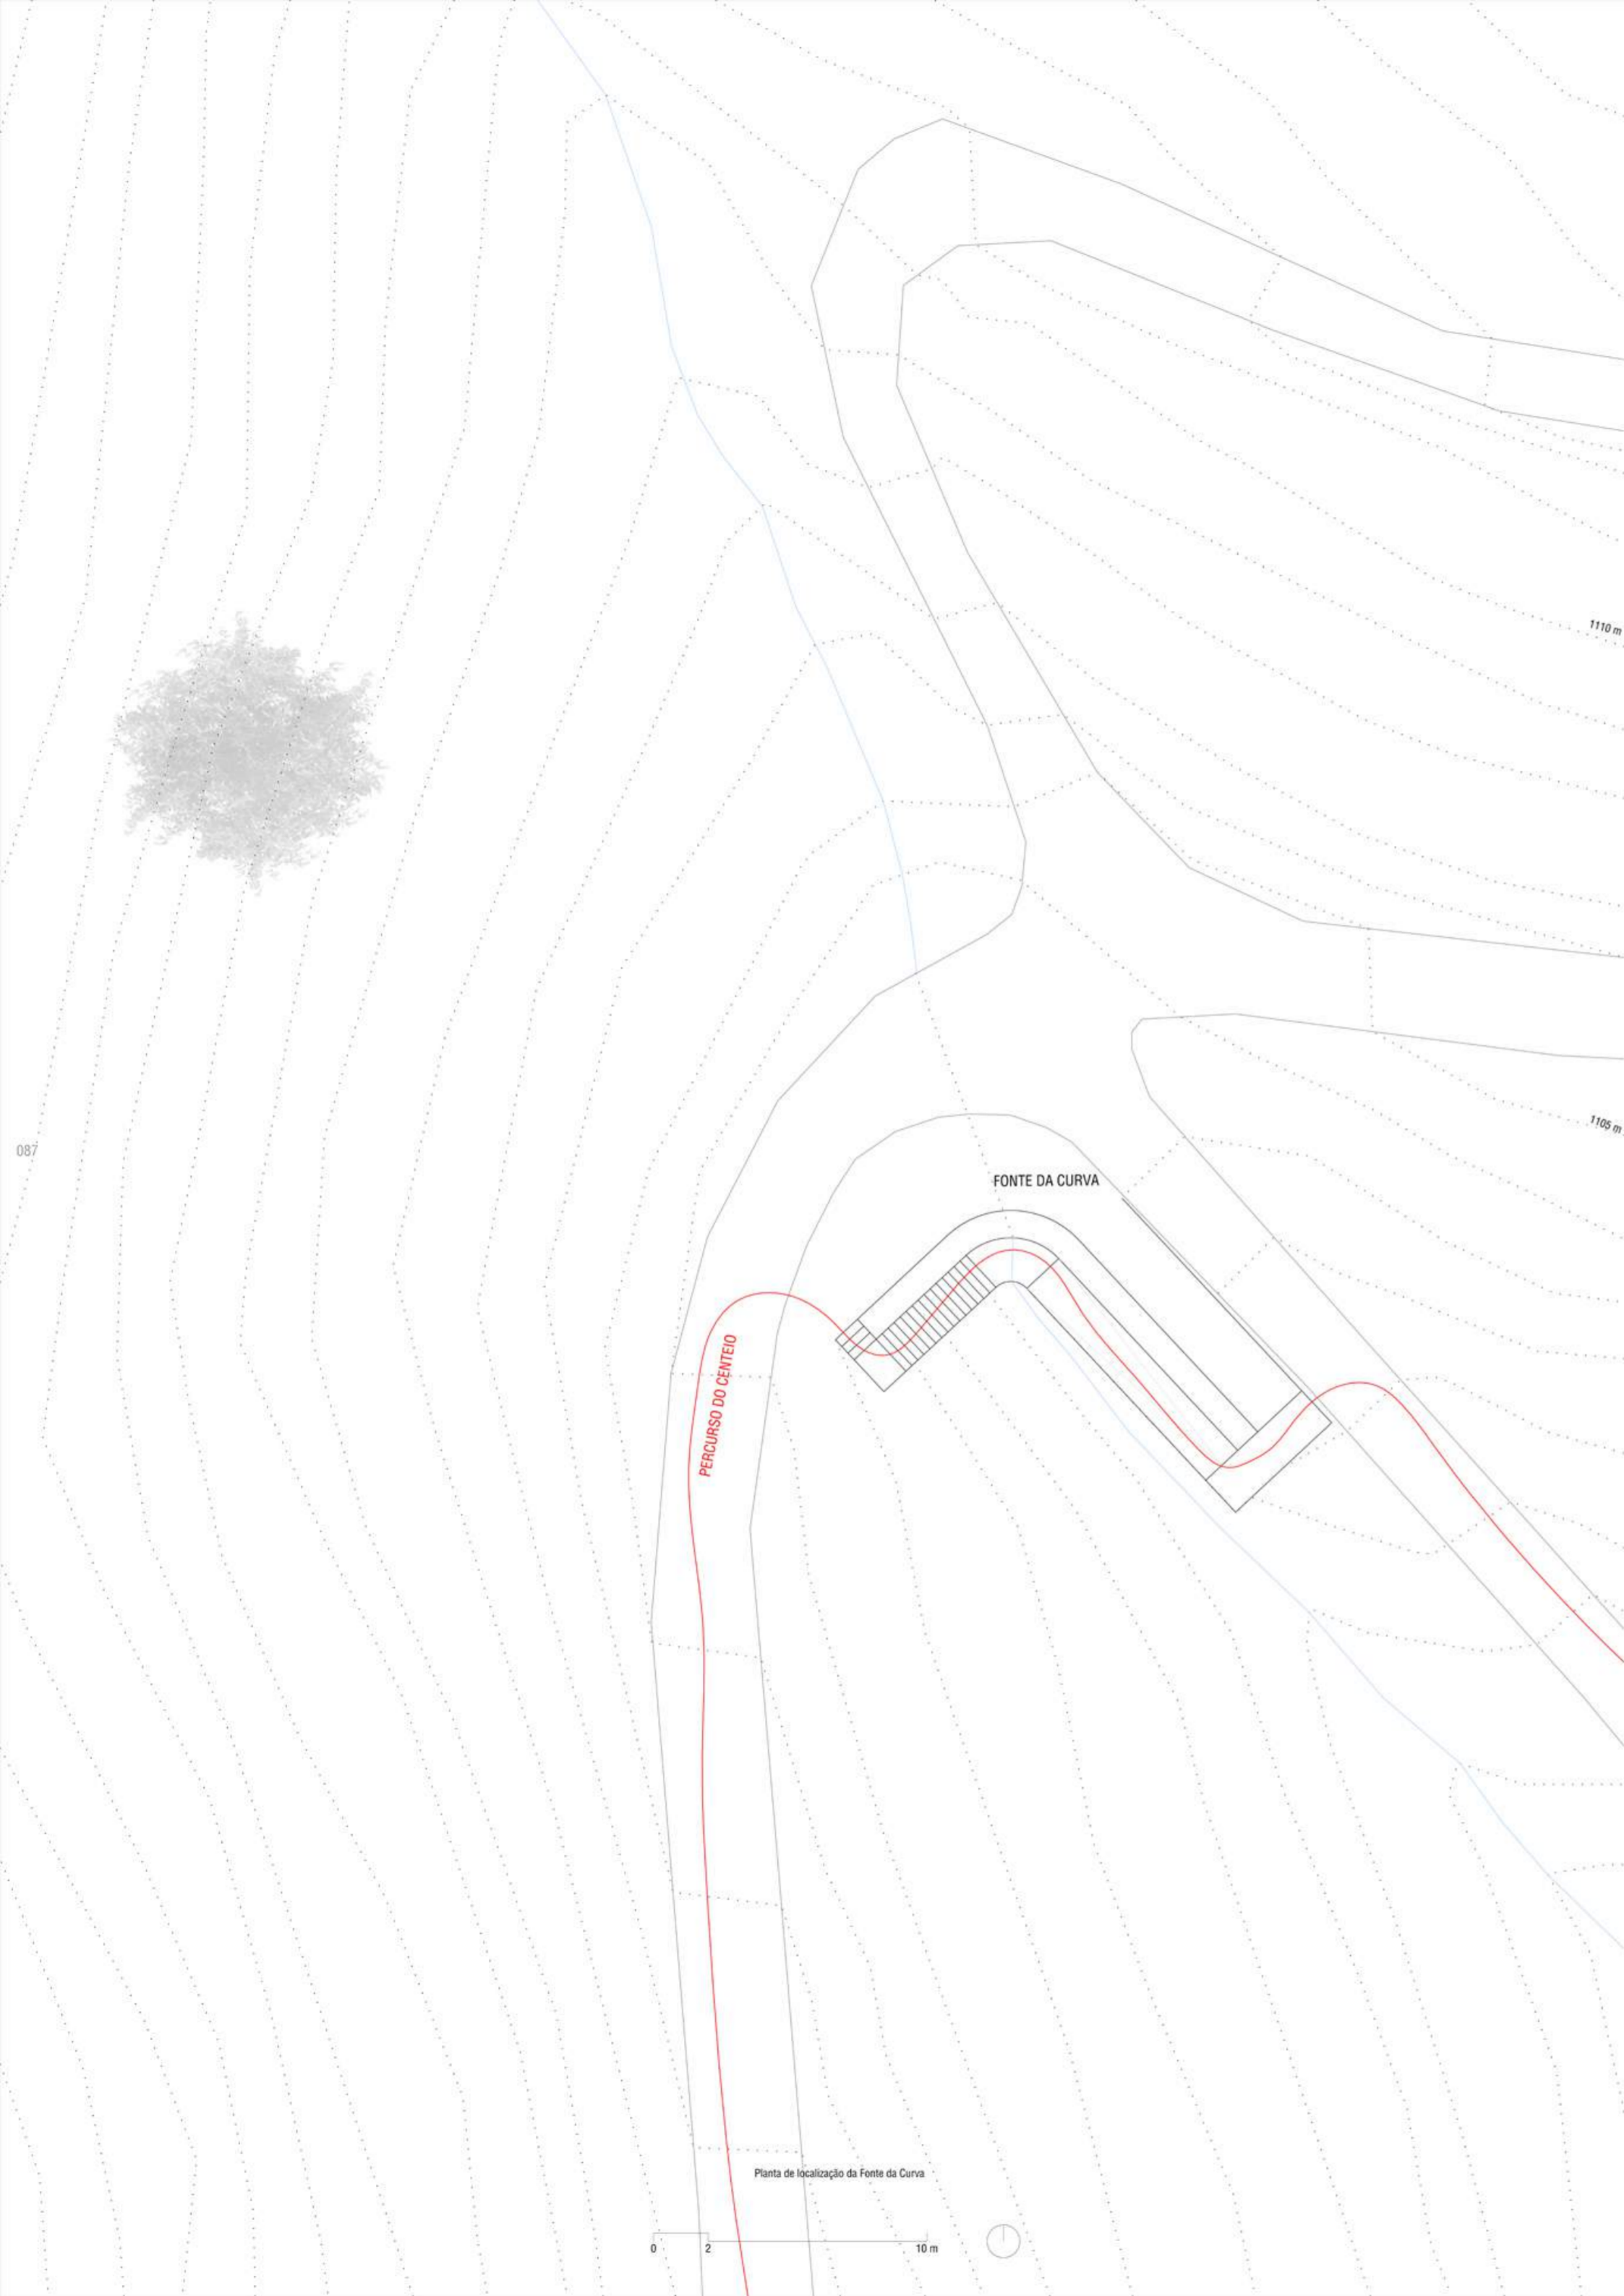 1110 m
1105 m
087
FONTE DA CURVA
PERCURSO DO CENTEIO
Planta de localização da Fonte da Curva
0 2 10 m